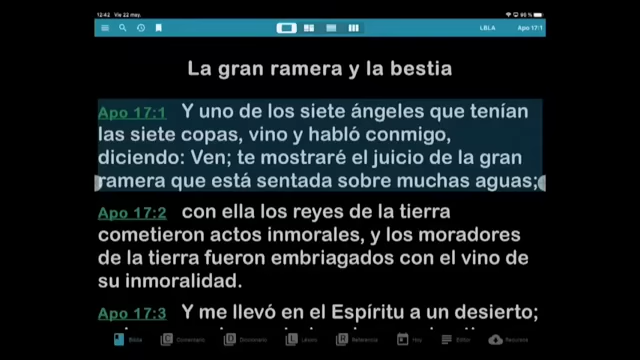 12:42 Vie 22 may.
98 %
LBLA Apo 17:1
La gran ramera y la bestia
Apo 17:1 Y uno de los siete ángeles que tenían
las siete copas, vino y habló conmigo,
diciendo: Ven; te mostraré el juicio de la gran
ramera que está sentada sobre muchas aguas;
Apo 17:2 con ella los reyes de la tierra
cometieron actos inmorales, y los moradores
de la tierra fueron embriagados con el vino de
su inmoralidad.
Apo 17:3 Y me llevó en el Espíritu a un desierto;
Biblia Comentario Diccionario Léxico Referencia Hoy Editor Recursos